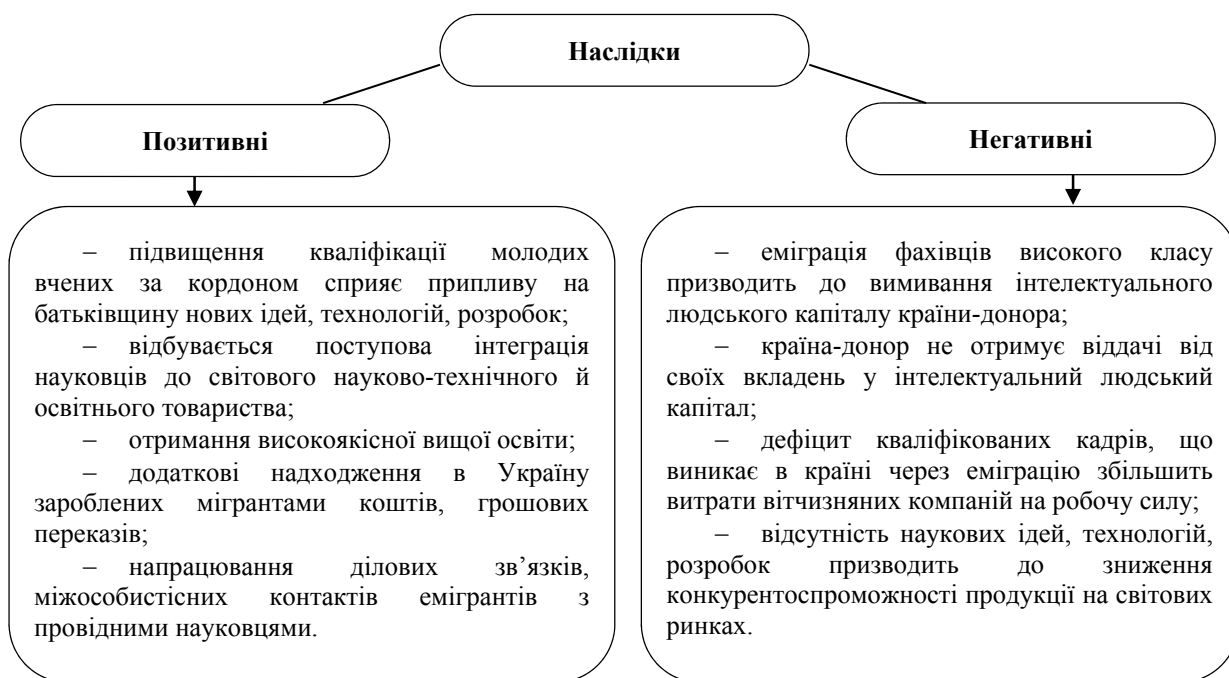 Наслідки
Позитивні
Негативні
– підвищення кваліфікації молодих
вчених за кордоном сприяє припливу на
батьківщину нових ідей, технологій, розробок;
– відбувається поступова інтеграція
науковців до світового науково-технічного й
освітнього товариства;
– отримання високоякісної вищої освіти;
– додаткові надходження в Україну
зароблених мігрантами коштів, грошових
переказів;
– напрацювання ділових зв’язків,
міжособистісних контактів емігрантів з
провідними науковцями.
– еміграція фахівців високого класу
призводить до вимивання інтелектуального
людського капіталу країни-донора;
– країна-донор не отримує віддачі від
своїх вкладень у інтелектуальний людський
капітал;
– дефіцит кваліфікованих кадрів, що
виникає в країні через еміграцію збільшить
витрати вітчизняних компаній на робочу силу;
– відсутність наукових ідей, технологій,
розробок призводить до зниження
конкурентоспроможності продукції на світових
ринках.